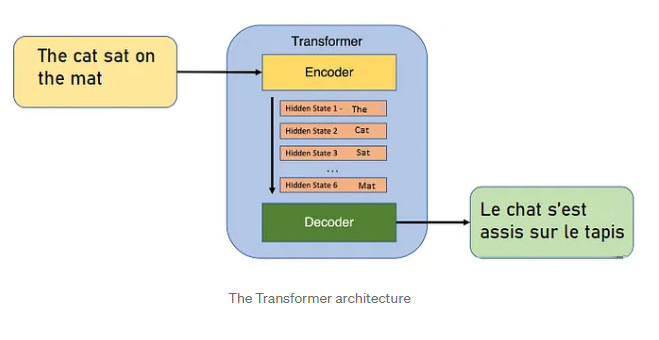 Transformer
The cat sat on
the mat
Encoder
Hidden State 1 - The
Hidden State 2 Cat
Hidden State 3 Sat
...
Hidden State 6 Mat
Decoder
Le chat s'est
assis sur le tapis
The Transformer architecture